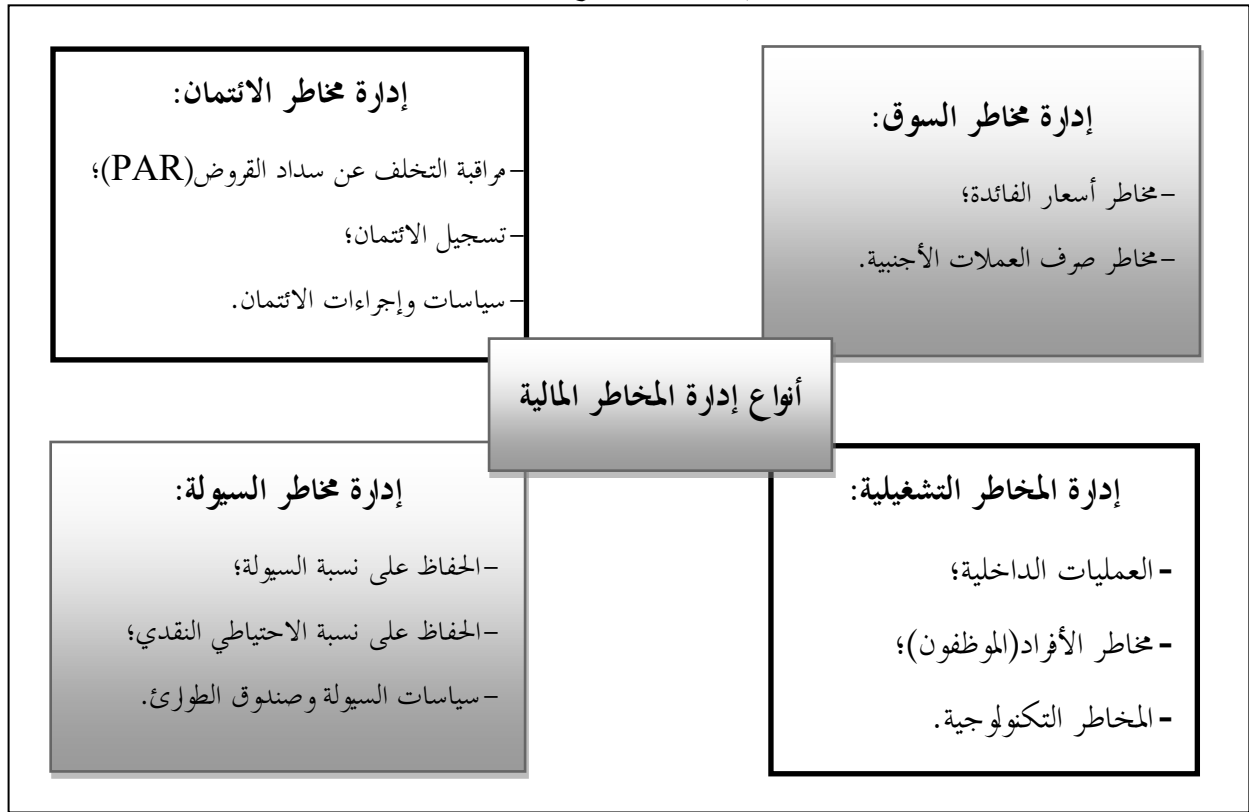 إدارة مخاطر السوق:
-مخاطر أسعار الفائدة؛
-مخاطر صرف العملات الأجنبية.
إدارة مخاطر الائتمان:
-مراقبة التخلف عن سداد القروض(PAR)؛
-تسجيل الائتمان؛
-سياسات وإجراءات الائتمان.
أنواع إدارة المخاطر المالية
إدارة المخاطر التشغيلية:
-العمليات الداخلية؛
-مخاطر الأفراد(الموظفون)؛
-المخاطر التكنولوجية.
إدارة مخاطر السيولة:
-الحفاظ على نسبة السيولة؛
-الحفاظ على نسبة الاحتياطي النقدي؛
-سياسات السيولة وصندوق الطوارئ.